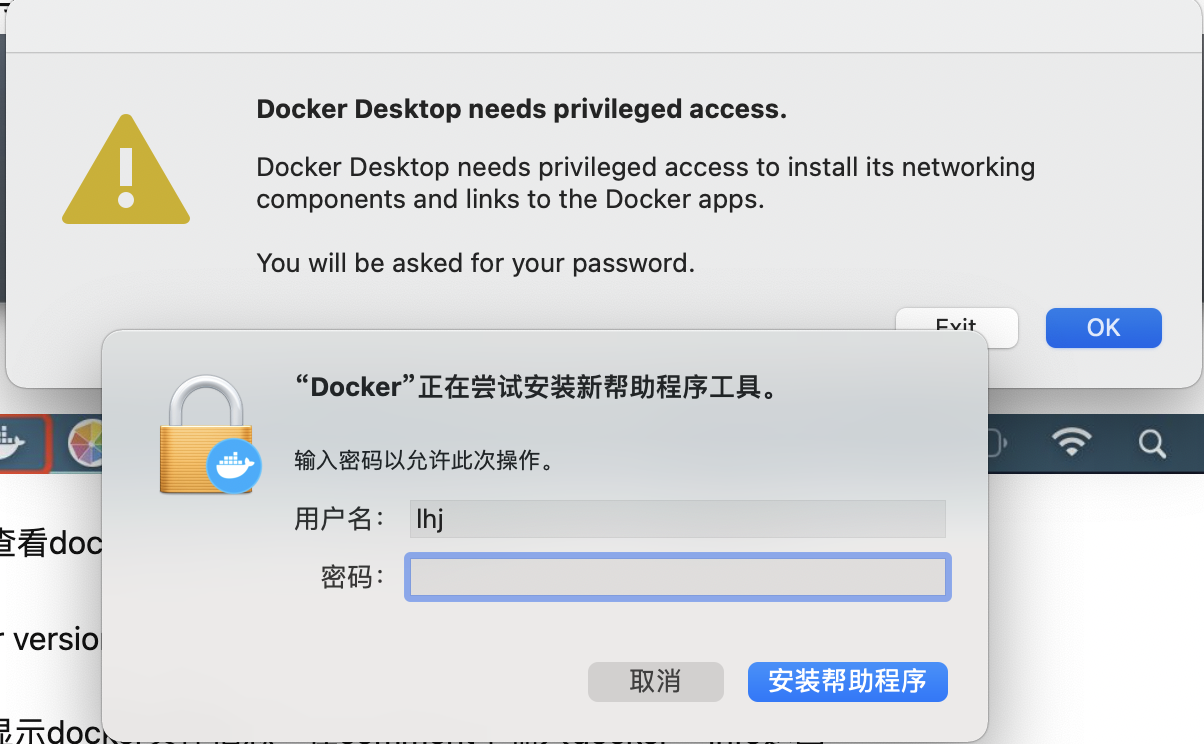 Docker Desktop needs privileged access.
Docker Desktop needs privileged access to install its networking
components and links to the Docker apps.
You will be asked for your password.
Exit
OK
“Docker”正在尝试安装新帮助程序工具。
输入密码以允许此次操作。
用户名：
lhj
密码：
取消
安装帮助程序
查看doc
r version
显示docker